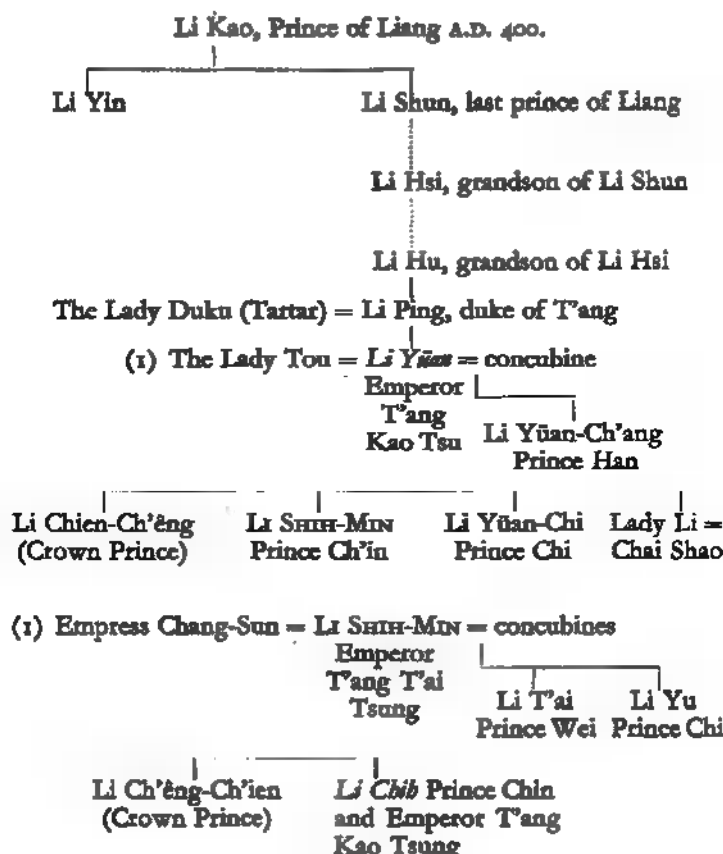 Li Kao, Prince of Liang A.D. 400.
Li Yin Li Shun, last prince of Liang
Li Hsi, grandson of Li Shun
Li Hu, grandson of Li Hsi
The Lady Duku (Tartar) = Li Ping, duke of T'ang
(1) The Lady Tou = Li Yüan = concubine
Emperor
T'ang
Kao Tsu
Li Yüan-Ch'ang
Prince Han
Li Chien-Ch'êng Li Shih-Min Li Yüan-Chi Lady Li =
(Crown Prince) Prince Ch'in Prince Chi Chai Shao
(1) Empress Chang-Sun = Li Shih-Min = concubines
Emperor
T'ang T'ai
Tsung
Li T'ai Li Yu
Prince Wei Prince Chi
Li Ch'êng-Ch'ien Li Chih Prince Chin
(Crown Prince) and Emperor T'ang
Kao Tsung